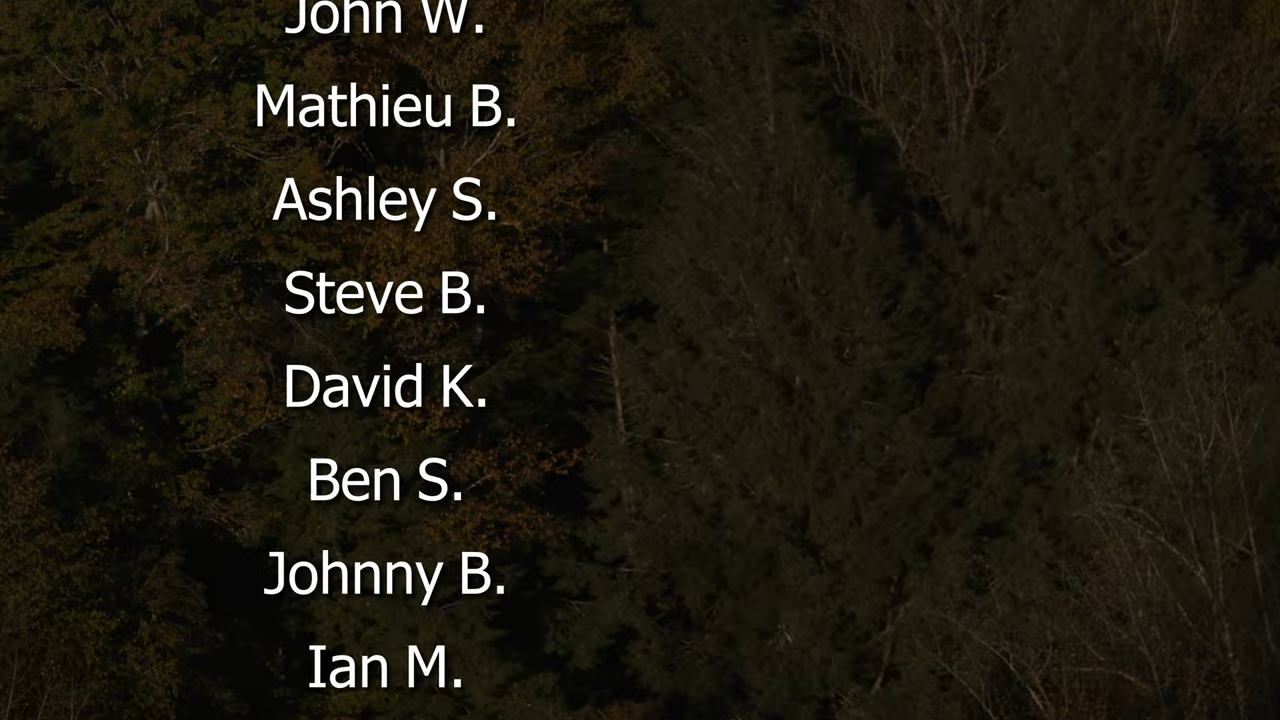 John W.
Mathieu B.
Ashley S.
Steve B.
David K.
Ben S.
Johnny B.
Ian M.